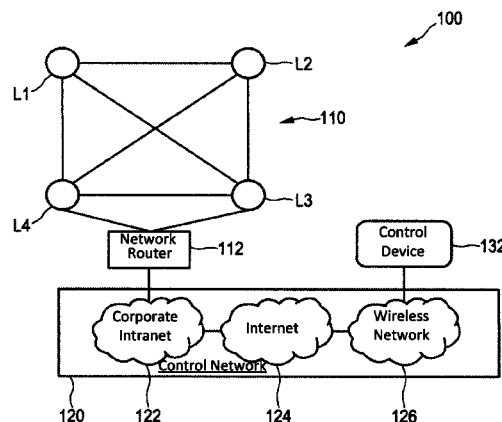 100
L1
L2
110
L4
L3
Network
Router
112
Control
Device
132
Corporate
Intranet
Internet
Wireless
Network
Control Network
120
122
124
126